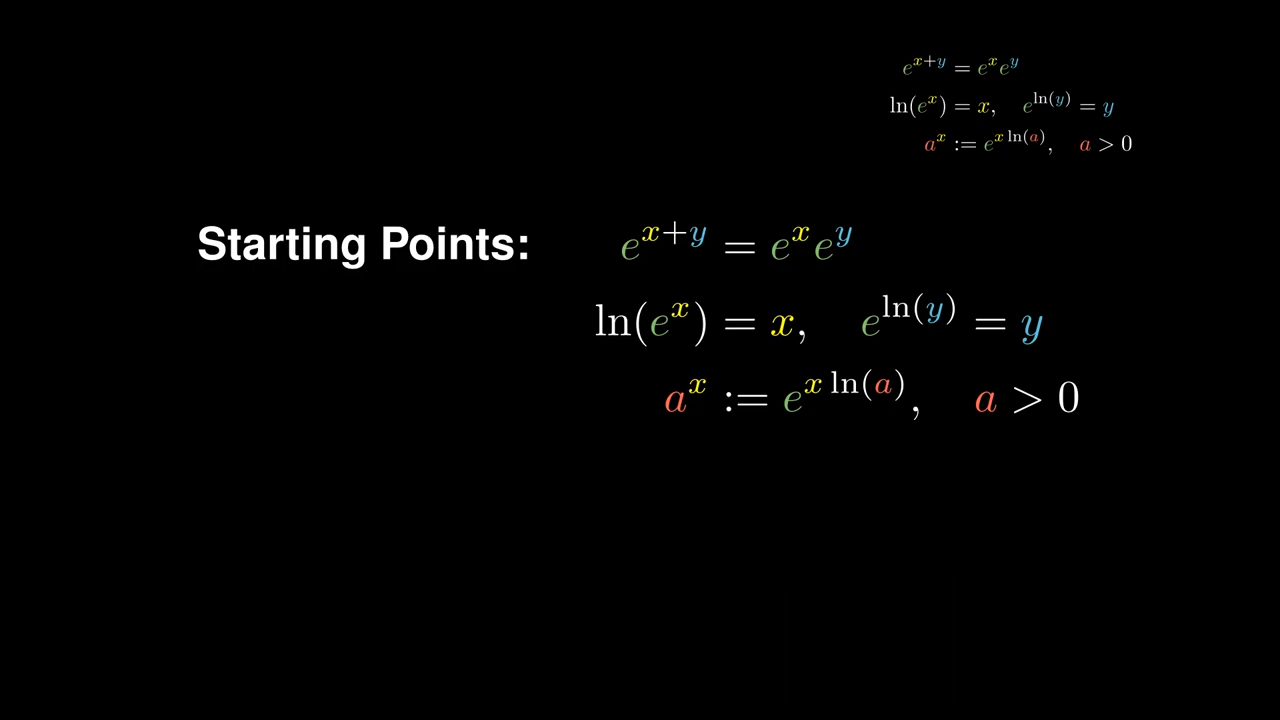 e^{x+y} = e^x e^y
ln(e^x) = x, e^{ln(y)} = y
a^x := e^{x ln(a)}, a > 0
Starting Points: e^{x+y} = e^x e^y
ln(e^x) = x, e^{ln(y)} = y
a^x := e^{x ln(a)}, a > 0